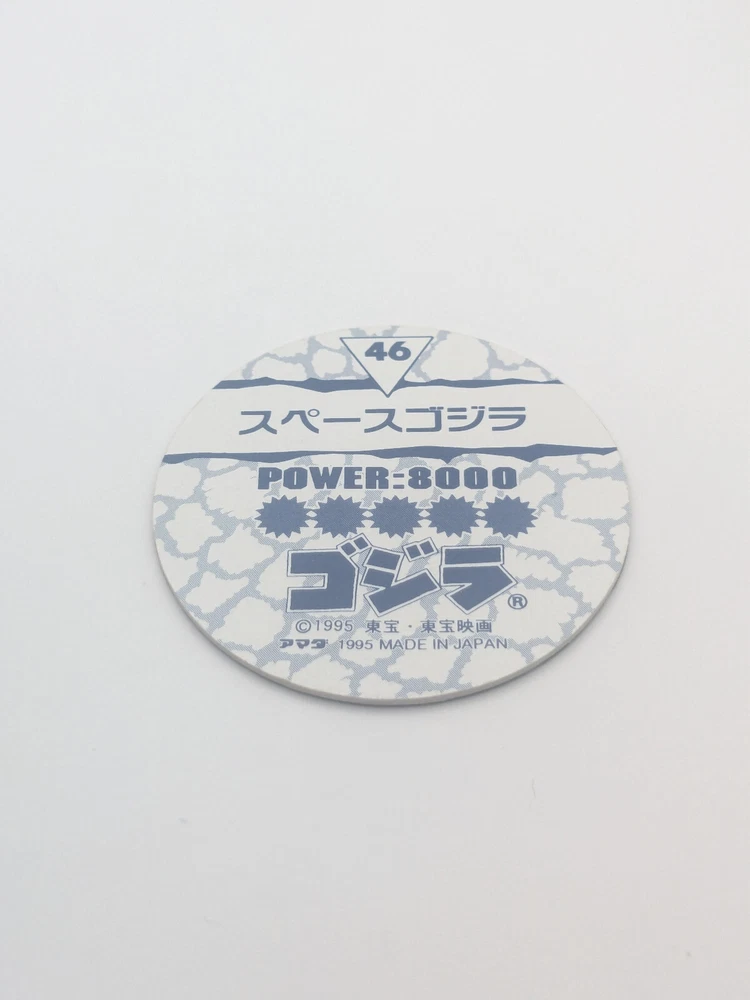 46
スペースゴジラ
POWER:8000
ゴジラ®
©1995 東宝・東宝映画
アマダ 1995 MADE IN JAPAN